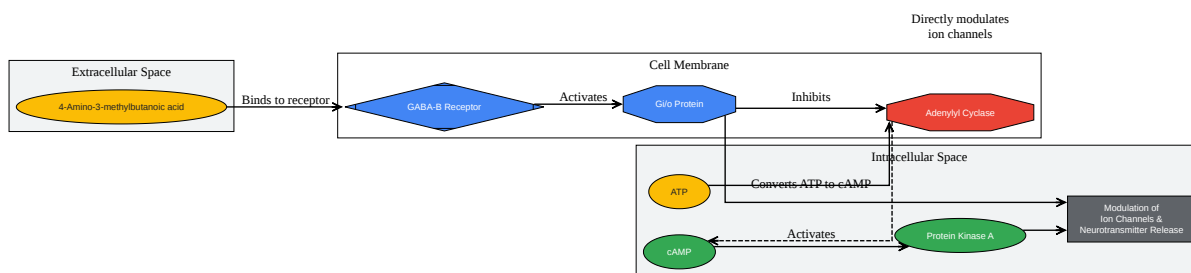 Directly modulates
ion channels
Extracellular Space
Cell Membrane
4-Amino-3-methylbutanoic acid
Binds to receptor
GABA-B Receptor
Activates
Gi/o Protein
Inhibits
Adenylyl Cyclase
Intracellular Space
ATP
Converts ATP to cAMP
Modulation of
Ion Channels &
Neurotransmitter Release
cAMP
Activates
Protein Kinase A